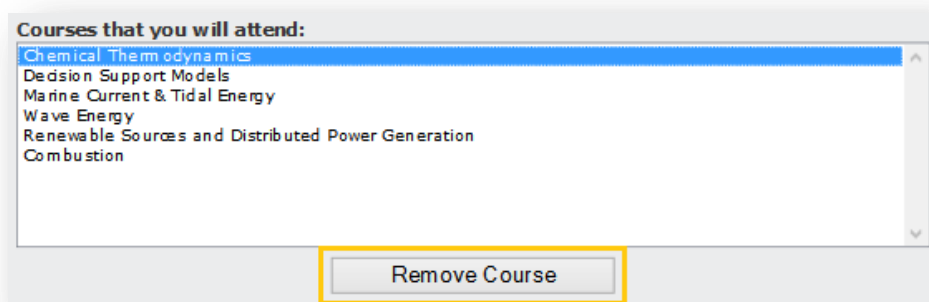 Courses that you will attend:
Chemical Thermodynamics
Decision Support Models
Marine Current & Tidal Energy
Wave Energy
Renewable Sources and Distributed Power Generation
Combustion
Remove Course